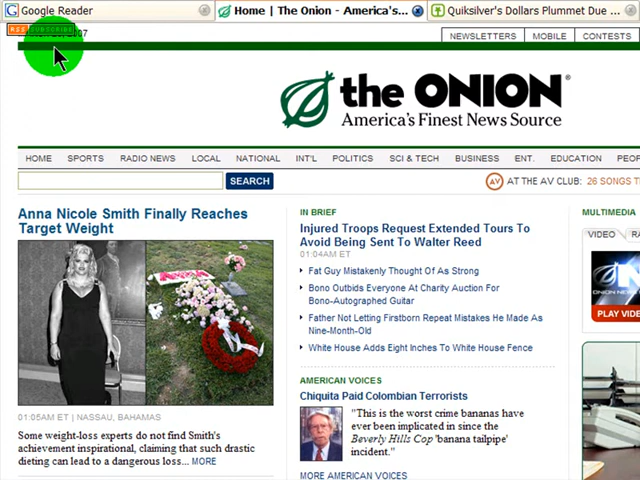 Google Reader
Home | The Onion - America's...
Quiksilver's Dollars Plummet Due ...
RSS SUBSCRIBE
2007
NEWSLETTERS
MOBILE
CONTESTS
the ONION®
America's Finest News Source
HOME SPORTS RADIO NEWS LOCAL NATIONAL INT'L POLITICS SCI & TECH BUSINESS ENT. EDUCATION PEOP
SEARCH
AV AT THE AV CLUB: 26 SONGS T
Anna Nicole Smith Finally Reaches
Target Weight
01:05AM ET | NASSAU, BAHAMAS
Some weight-loss experts do not find Smith's
achievement inspirational, claiming that such drastic
dieting can lead to a dangerous loss... MORE
IN BRIEF
Injured Troops Request Extended Tours To
Avoid Being Sent To Walter Reed
01:04AM ET
Fat Guy Mistakenly Thought Of As Strong
Bono Outbids Everyone At Charity Auction For
Bono-Autographed Guitar
Father Not Letting Firstborn Repeat Mistakes He Made As
Nine-Month-Old
White House Adds Eight Inches To White House Fence
AMERICAN VOICES
Chiquita Paid Colombian Terrorists
"This is the worst crime bananas have
ever been implicated in since the
Beverly Hills Cop 'banana tailpipe'
incident."
MORE AMERICAN VOICES
MULTIMEDIA
VIDEO
RA
ONION NE
PLAY VIDE